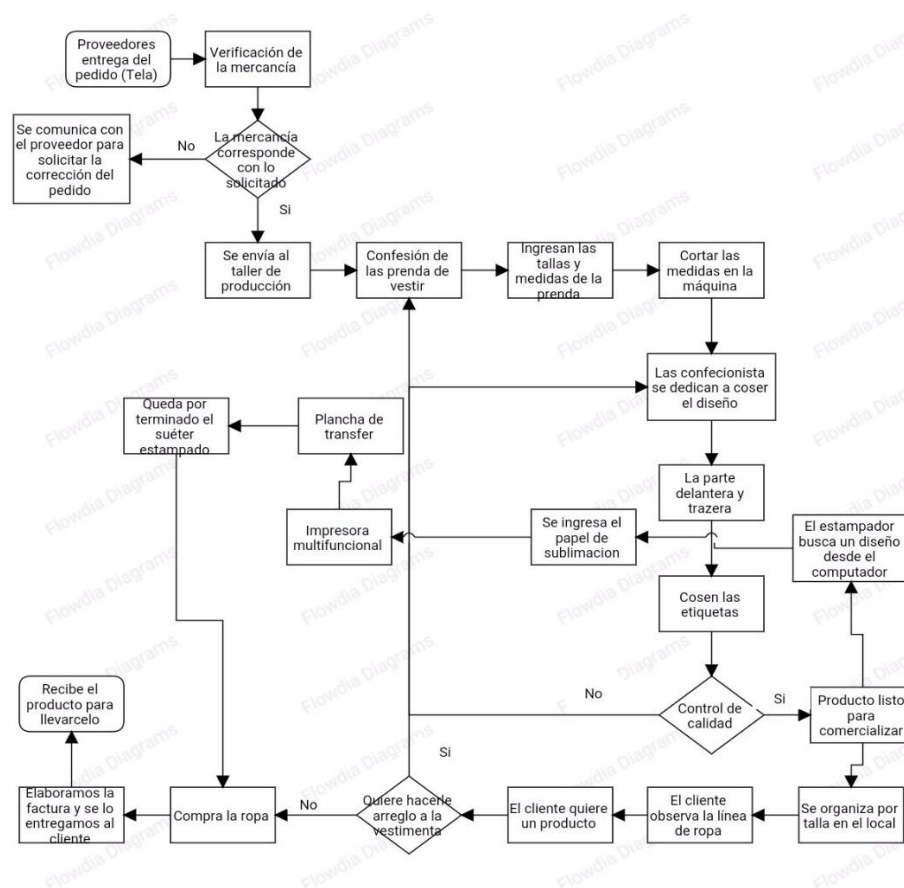 Proveedores
entrega del
pedido (Tela)
Verificación de
la mercancía
Se comunica con
el proveedor para
solicitar la
corrección del
pedido
No
La mercancía
corresponde
con lo
solicitado
Si
Se envía al
taller de
producción
Confesión de
las prenda de
vestir
Ingresan las
tallas y
medidas de la
prenda
Cortar las
medidas en la
máquina
Las confecionista
se dedican a coser
el diseño
Queda por
terminado el
suéter
estampado
Plancha de
transfer
La parte
delantera y
trazera
Impresora
multifuncional
Se ingresa el
papel de
sublimacion
El estampador
busca un diseño
desde el
computador
Cosen las
etiquetas
No
Control de
calidad
Si
Producto listo
para
comercializar
Recibe el
producto para
llevarcelo
Si
Elaboramos la
factura y se lo
entregamos al
cliente
Compra la ropa
No
Quiere hacerle
arreglo a la
vestimenta
El cliente quiere
un producto
El cliente
observa la línea
de ropa
Se organiza por
talla en el local
Flowdia Diagrams